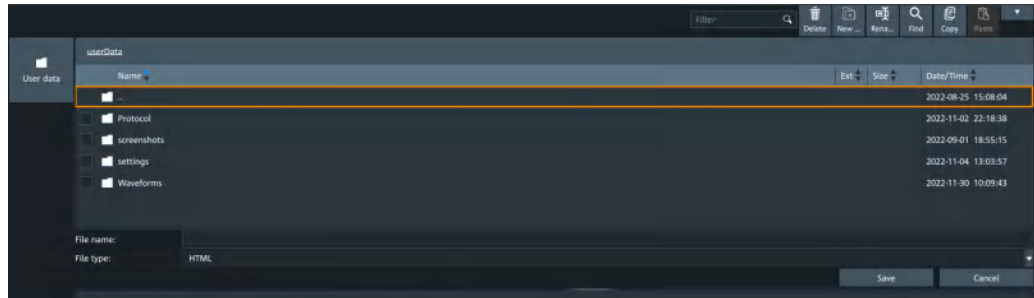 Filter:
Delete New ... Rena... Find Copy Paste
userData
User data
Name Ext Size Date/Time
.. 2022-08-25 15:08:04
Protocol 2022-11-02 22:18:38
screenshots 2022-09-01 18:55:15
settings 2022-11-04 13:03:57
Waveforms 2022-11-30 10:09:43
File name:
File type: HTML
Save Cancel